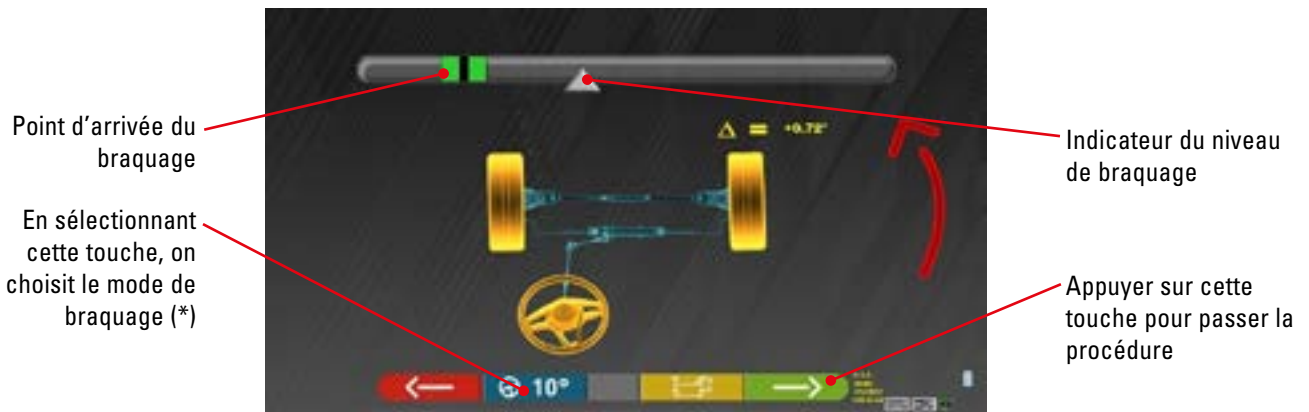 Point d'arrivée du
braquage
En sélectionnant
cette touche, on
choisit le mode de
braquage (*)
= +0.72°
10°
Indicateur du niveau
de braquage
Appuyer sur cette
touche pour passer la
procédure